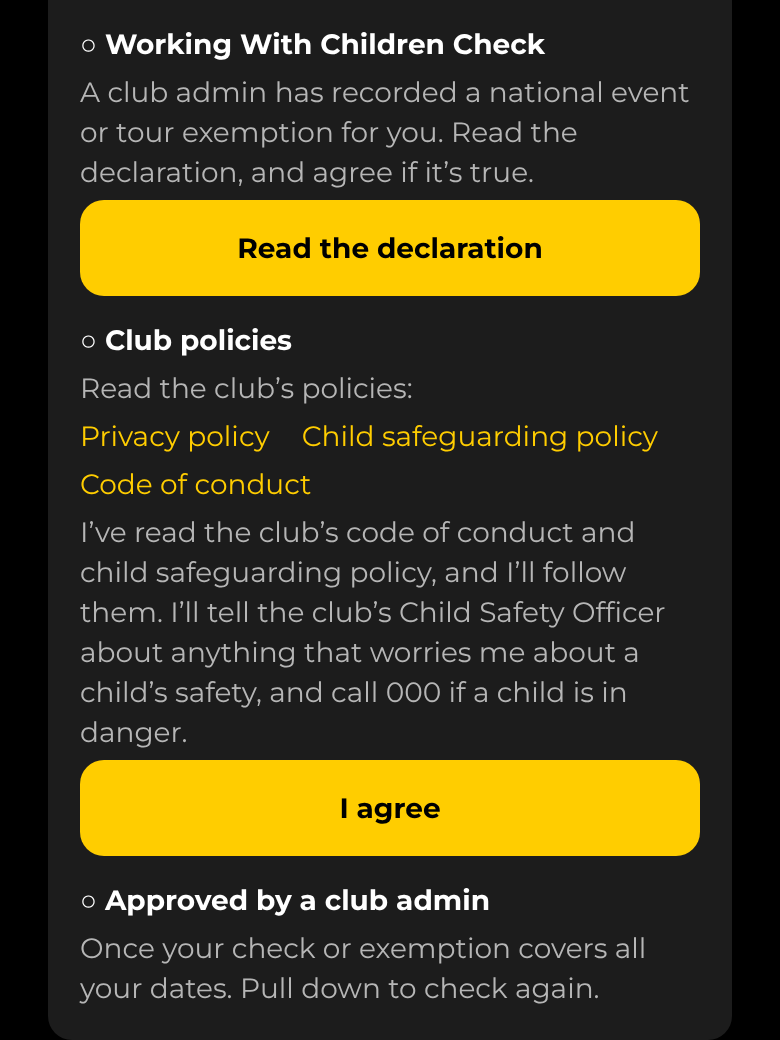 ○ Working With Children Check
A club admin has recorded a national event
or tour exemption for you. Read the
declaration, and agree if it’s true.
Read the declaration
○ Club policies
Read the club’s policies:
Privacy policy Child safeguarding policy
Code of conduct
I’ve read the club’s code of conduct and
child safeguarding policy, and I’ll follow
them. I’ll tell the club’s Child Safety Officer
about anything that worries me about a
child’s safety, and call 000 if a child is in
danger.
I agree
○ Approved by a club admin
Once your check or exemption covers all
your dates. Pull down to check again.